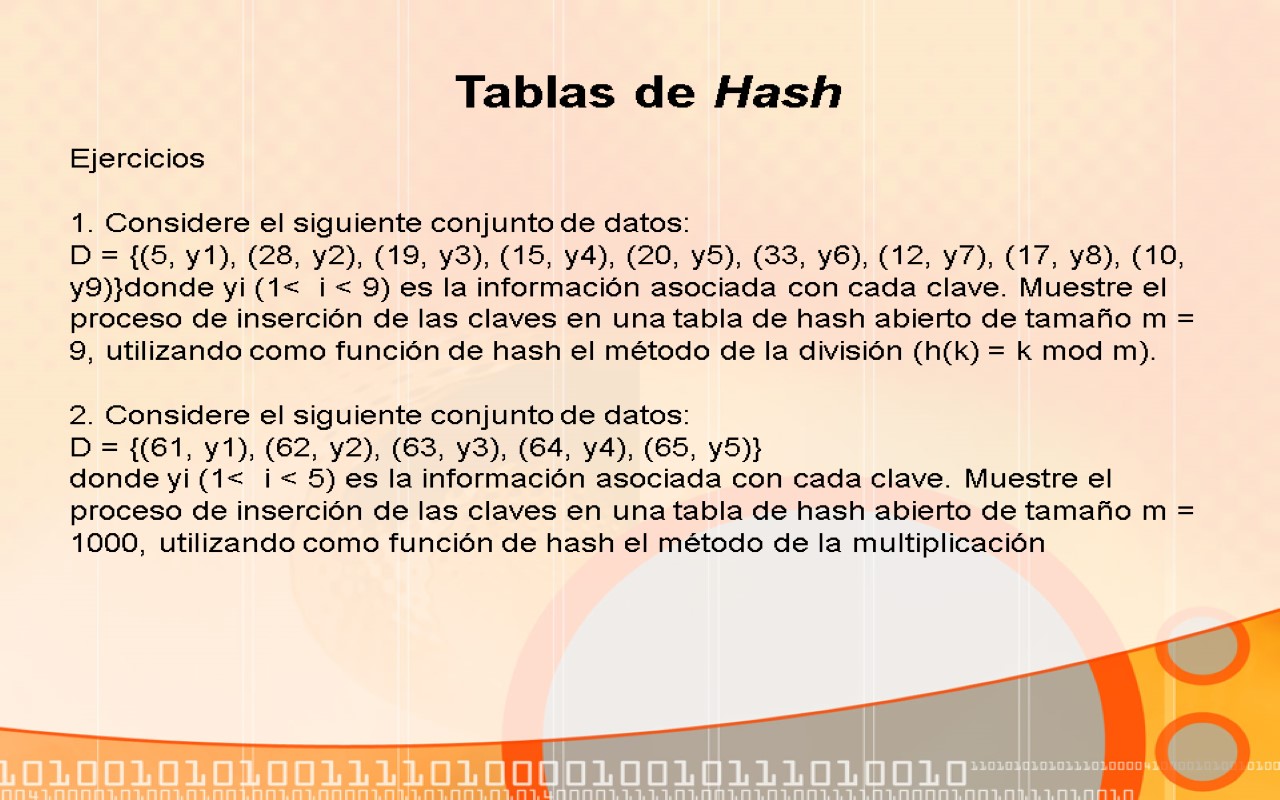 Tablas de Hash
Ejercicios
1. Considere el siguiente conjunto de datos:
D = {(5, y1), (28, y2), (19, y3), (15, y4), (20, y5), (33, y6), (12, y7), (17, y8), (10,
y9)}donde yi (1<  i < 9) es la información asociada con cada clave. Muestre el
proceso de inserción de las claves en una tabla de hash abierto de tamaño m =
9, utilizando como función de hash el método de la división (h(k) = k mod m).
2. Considere el siguiente conjunto de datos:
D = {(61, y1), (62, y2), (63, y3), (64, y4), (65, y5)}
donde yi (1<  i < 5) es la información asociada con cada clave. Muestre el
proceso de inserción de las claves en una tabla de hash abierto de tamaño m =
1000, utilizando como función de hash el método de la multiplicación